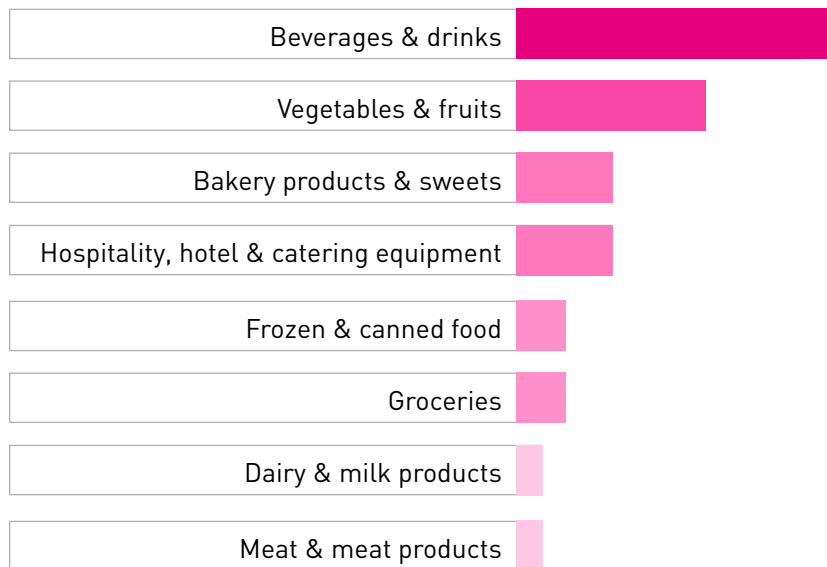 Beverages & drinks
Vegetables & fruits
Bakery products & sweets
Hospitality, hotel & catering equipment
Frozen & canned food
Groceries
Dairy & milk products
Meat & meat products